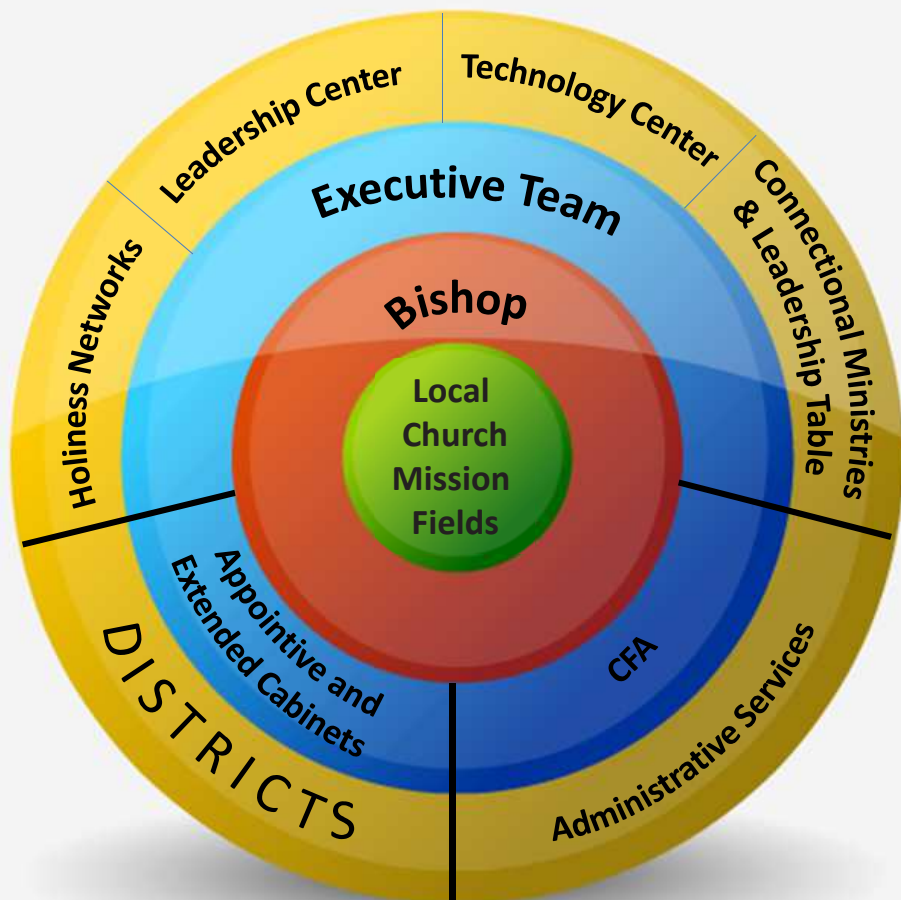 Leadership Center
Technology Center
Connectional Ministries
& Leadership Table
Holiness Networks
Executive Team
Bishop
Local
Church
Mission
Fields
Appointive and
Extended Cabinets
CFA
DISTRICTS
Administrative Services